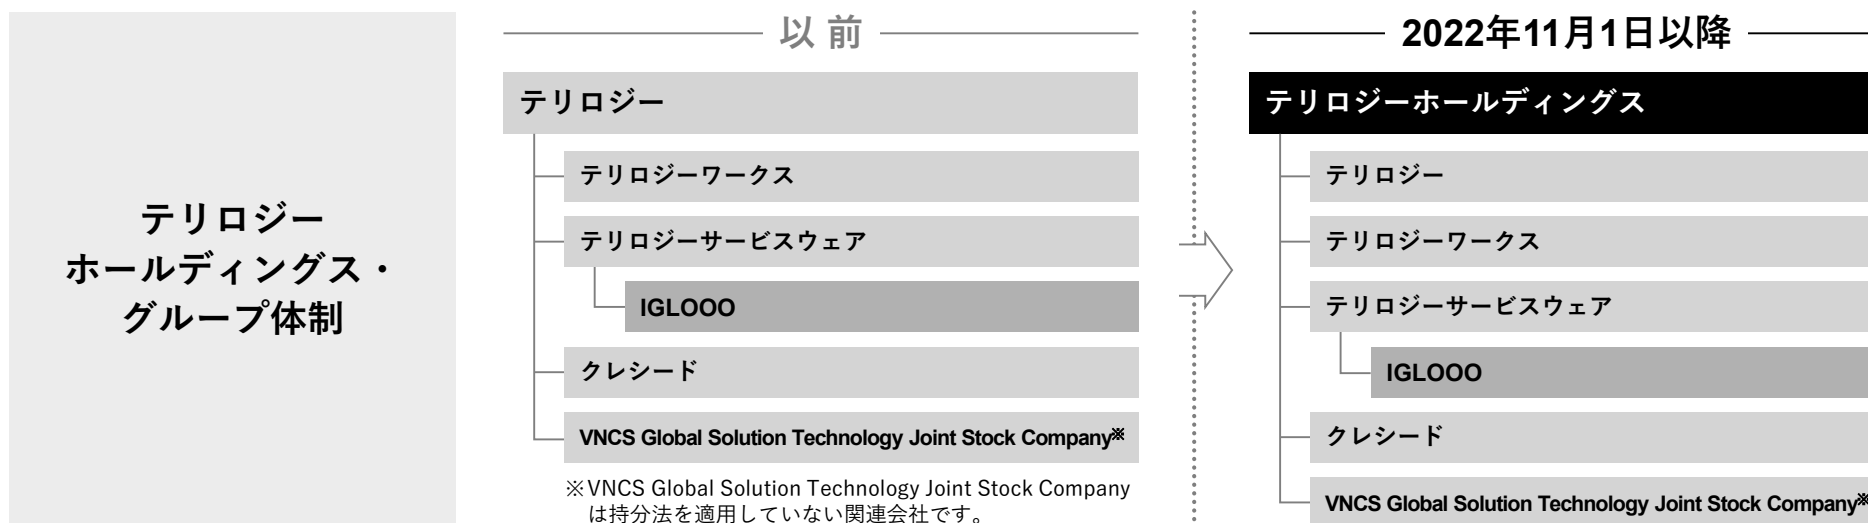 テリロジー
ホールディングス・
グループ体制
以前
テリロジー
テリロジーワークス
テリロジーサービスウェア
IGLOOO
クレシード
VNCS Global Solution Technology Joint Stock Company※
※VNCS Global Solution Technology Joint Stock Company
は持分法を適用していない関連会社です。
2022年11月1日以降
テリロジーホールディングス
テリロジー
テリロジーワークス
テリロジーサービスウェア
IGLOOO
クレシード
VNCS Global Solution Technology Joint Stock Company※